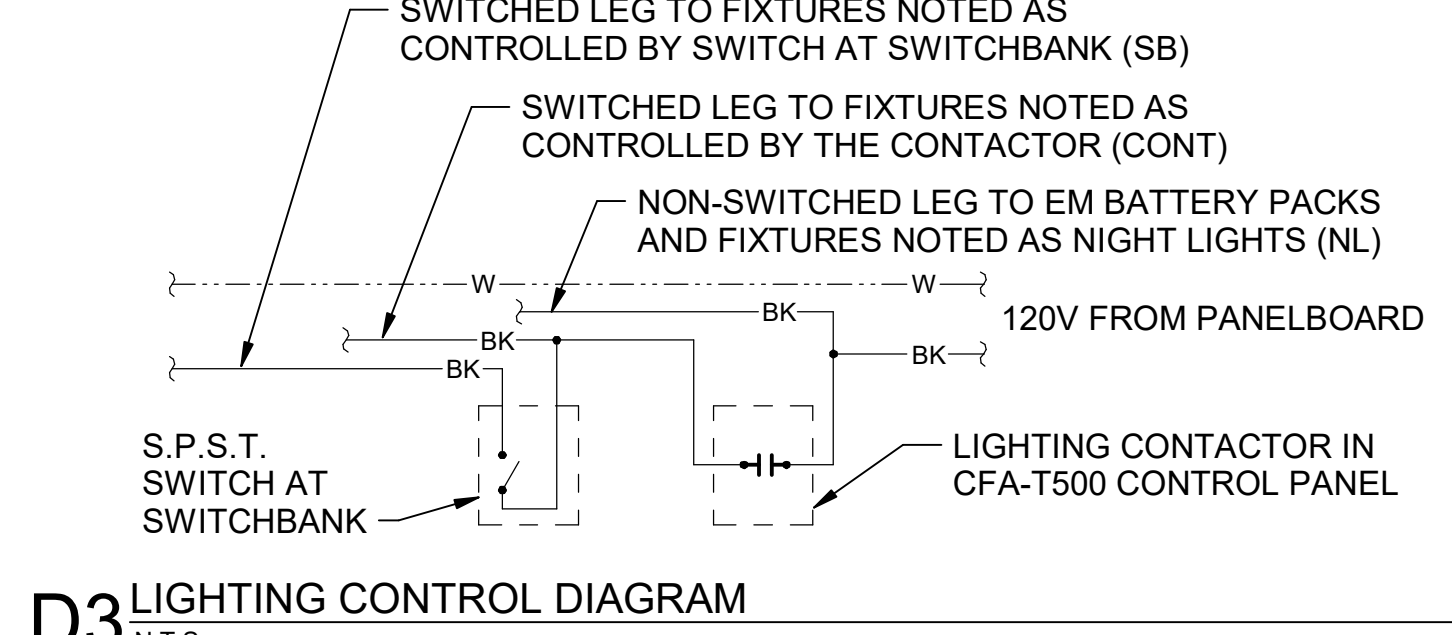 SWITCHED LEG TO FIXTURES NOTED AS
CONTROLLED BY SWITCH AT SWITCHBANK (SB)
SWITCHED LEG TO FIXTURES NOTED AS
CONTROLLED BY THE CONTACTOR (CONT)
NON-SWITCHED LEG TO EM BATTERY PACKS
AND FIXTURES NOTED AS NIGHT LIGHTS (NL)
W
W
BK
120V FROM PANELBOARD
BK
BK
BK
S.P.S.T.
SWITCH AT
SWITCHBANK
LIGHTING CONTACTOR IN
CFA-T500 CONTROL PANEL
D3
LIGHTING CONTROL DIAGRAM
N.T.S.